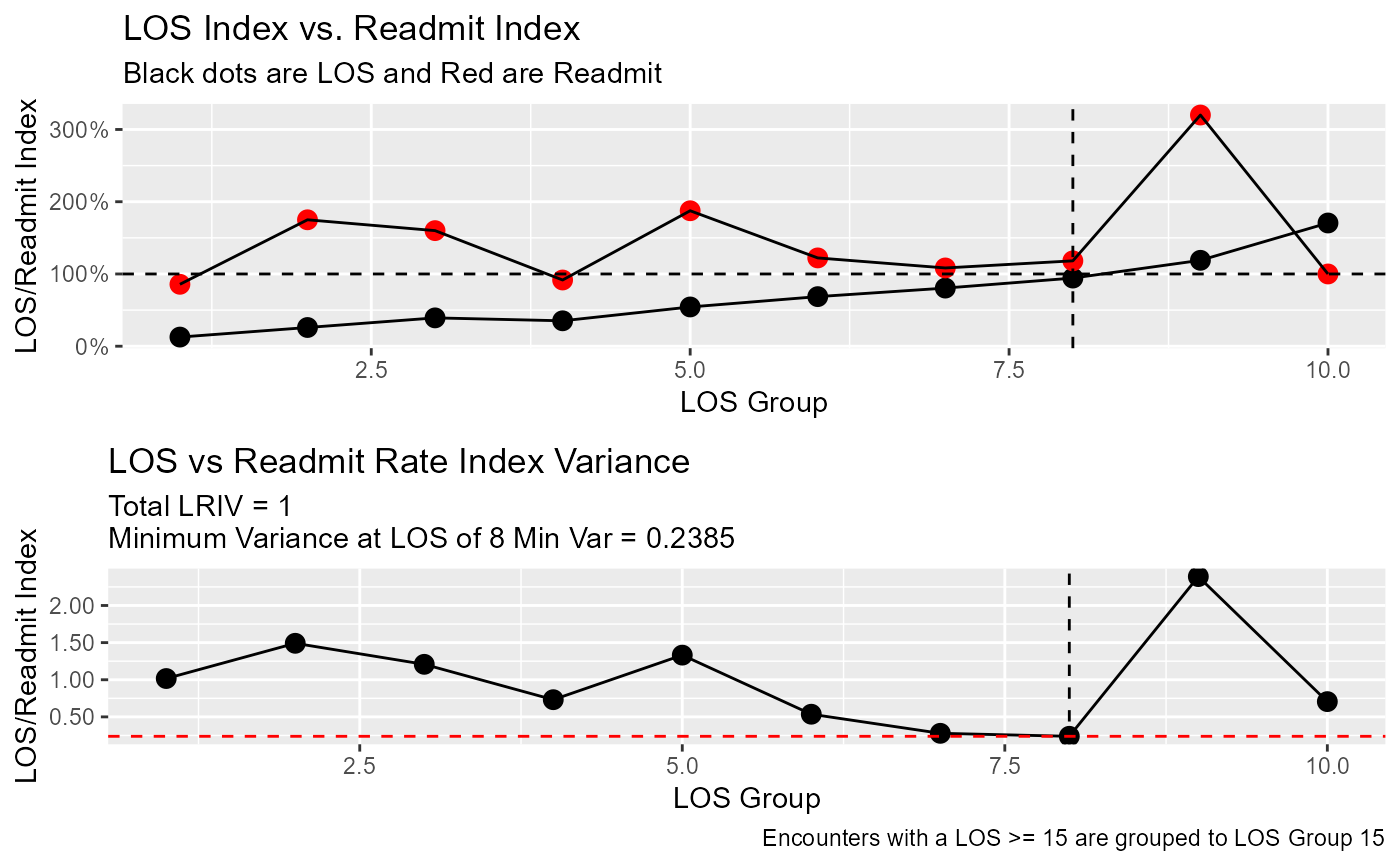 LOS Index vs. Readmit Index
Black dots are LOS and Red are Readmit
LOS/Readmit Index
300%
200%
100%
0%
2.5
5.0
7.5
10.0
LOS Group
LOS vs Readmit Rate Index Variance
Total LRIV = 1
Minimum Variance at LOS of 8 Min Var = 0.2385
LOS/Readmit Index
2.00
1.50
1.00
0.50
2.5
5.0
7.5
10.0
LOS Group
Encounters with a LOS >= 15 are grouped to LOS Group 15